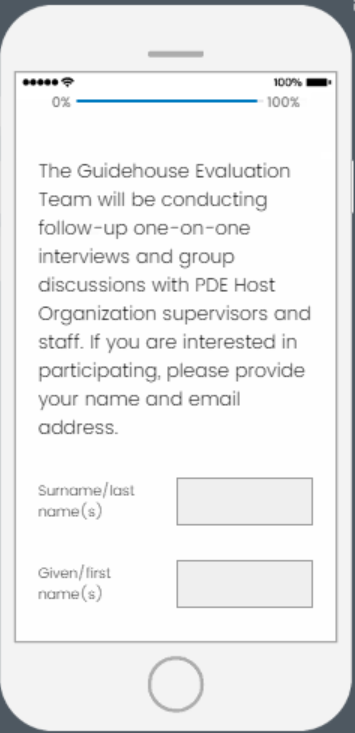 100%
0% 100%
The Guidehouse Evaluation
Team will be conducting
follow-up one-on-one
interviews and group
discussions with PDE Host
Organization supervisors and
staff. If you are interested in
participating, please provide
your name and email
address.
Surname/last
name(s)
Given/first
name(s)